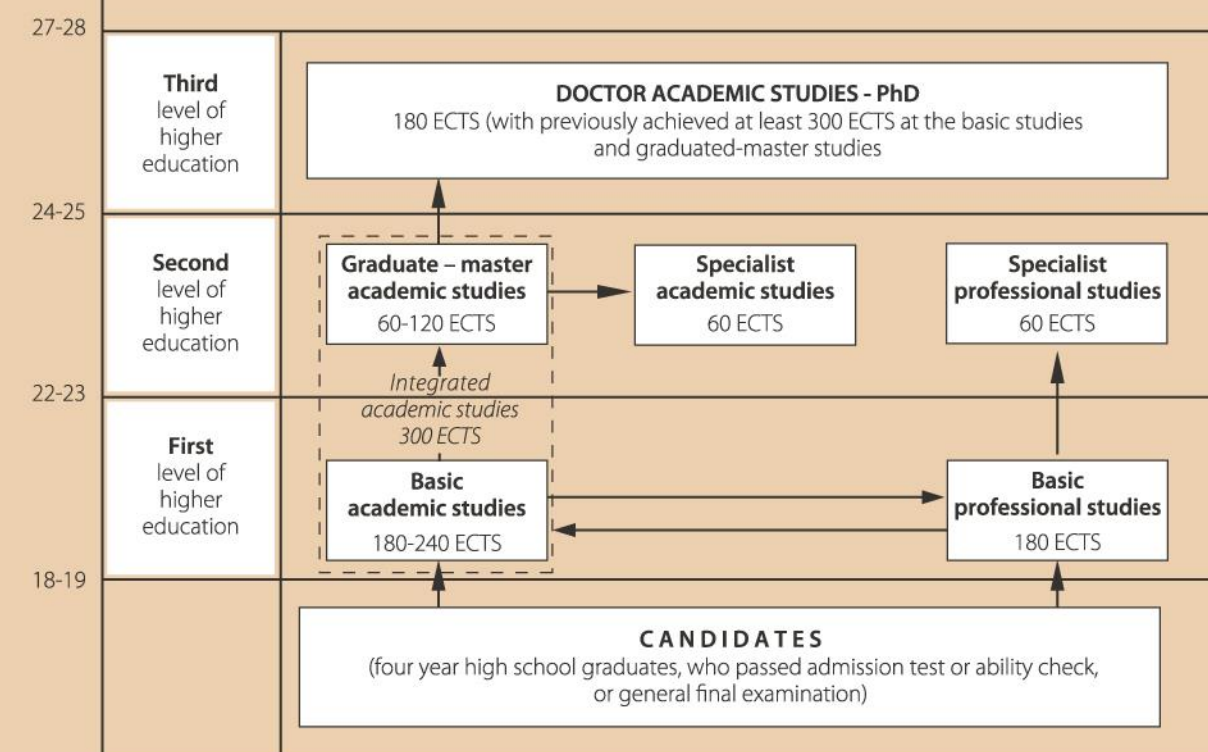 27-28
Third
level of
higher
education
DOCTOR ACADEMIC STUDIES - PhD
180 ECTS (with previously achieved at least 300 ECTS at the basic studies
and graduated-master studies
24-25
Second
level of
higher
education
Graduate – master
academic studies
60-120 ECTS
Specialist
academic studies
60 ECTS
Specialist
professional studies
60 ECTS
Integrated
academic studies
300 ECTS
22-23
First
level of
higher
education
Basic
academic studies
180-240 ECTS
Basic
professional studies
180 ECTS
18-19
CANDIDATES
(four year high school graduates, who passed admission test or ability check,
or general final examination)